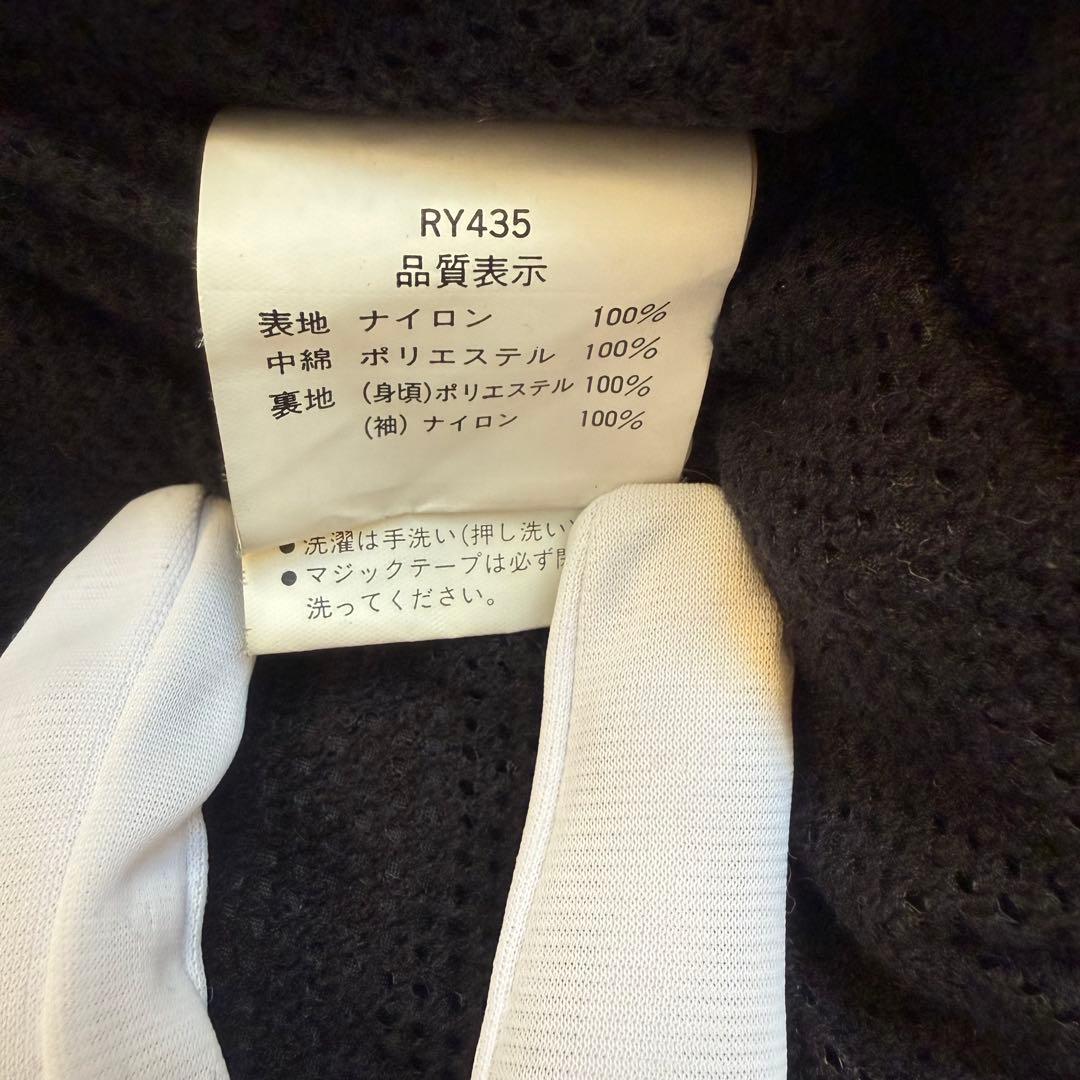 RY435
品質表示
表地 ナイロン 100%
中綿 ポリエステル 100%
裏地 (身頃)ポリエステル 100%
(袖) ナイロン 100%
● 洗濯は手洗い(押し洗い)
● マジックテープは必ず閉
洗ってください。